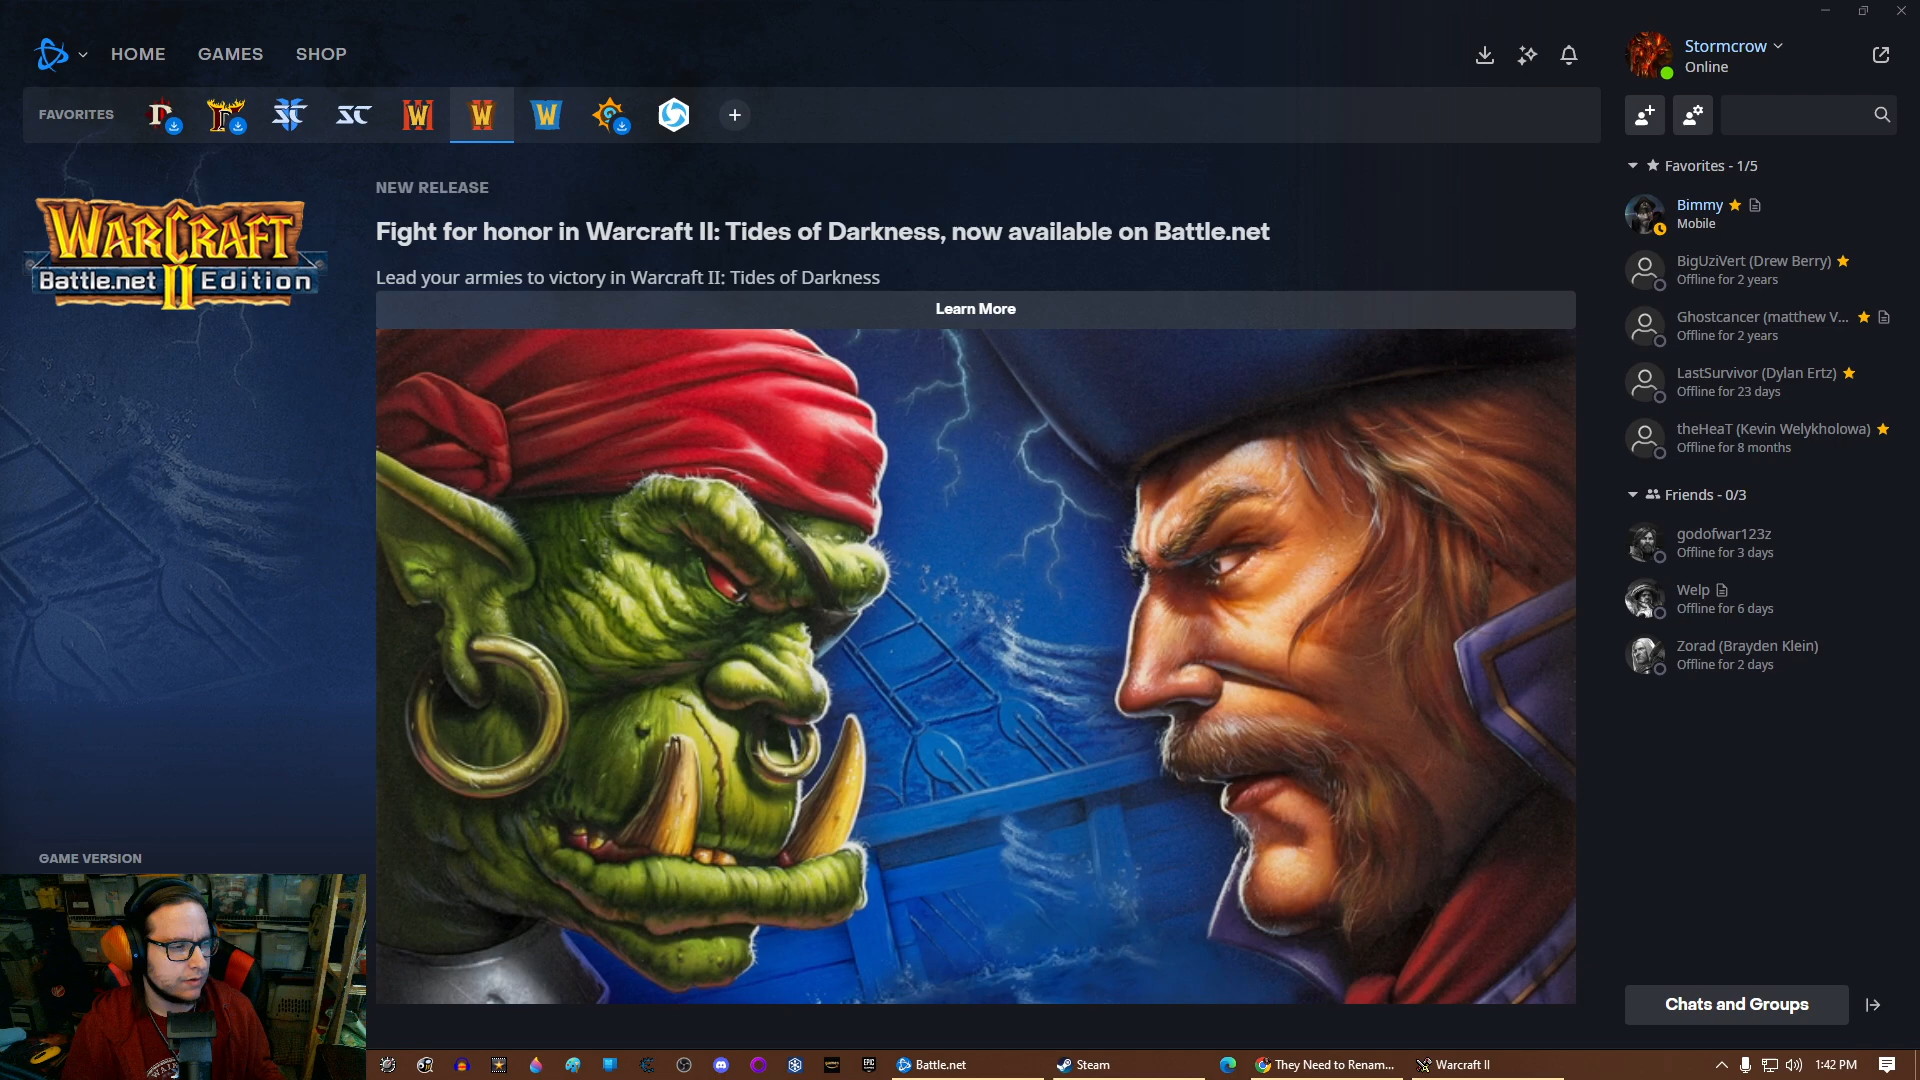 HOME
GAMES
SHOP
Stormcrow
Online
FAVORITES
WARCRAFT
II
Battle.net Edition
NEW RELEASE
Fight for honor in Warcraft II: Tides of Darkness, now available on Battle.net
Lead your armies to victory in Warcraft II: Tides of Darkness
Learn More
Favorites - 1/5
Bimmy
Mobile
BigUziVert (Drew Berry)
Offline for 2 years
Ghostcancer (matthew V...
Offline for 2 years
LastSurvivor (Dylan Ertz)
Offline for 23 days
theHeaT (Kevin Welykholowa)
Offline for 8 months
Friends - 0/3
godofwar123z
Offline for 3 days
Welp
Offline for 6 days
Zorad (Brayden Klein)
Offline for 2 days
GAME VERSION
Chats and Groups
Battle.net
Steam
They Need to Renam...
Warcraft II
1:42 PM